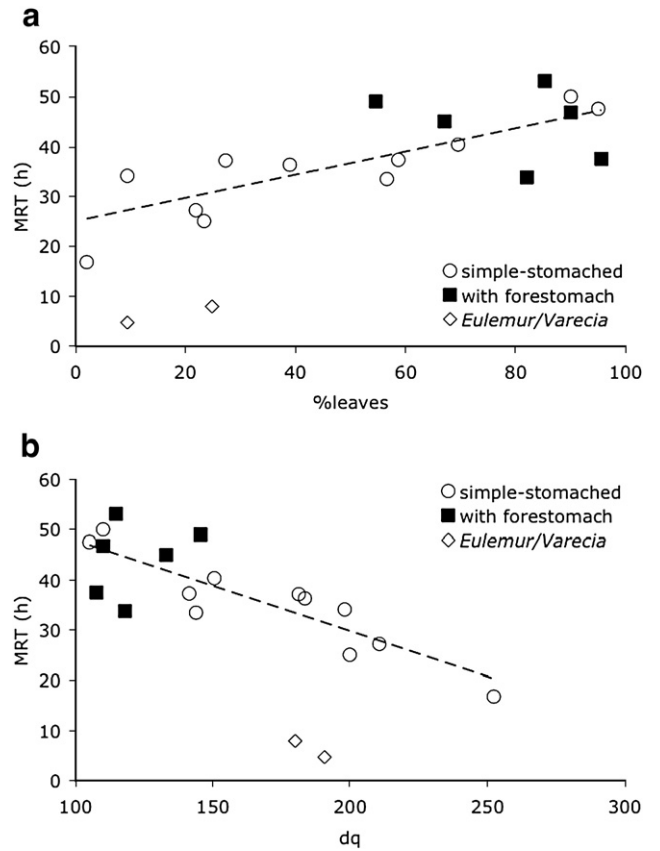 a
60
50
40
30
20
10
0
MRT (h)
simple-stomached
with forestomach
Eulemur/Varecia
0 20 40 60 80 100
%leaves
b
60
50
40
30
20
10
0
MRT (h)
simple-stomached
with forestomach
Eulemur/Varecia
100 150 200 250 300
dq